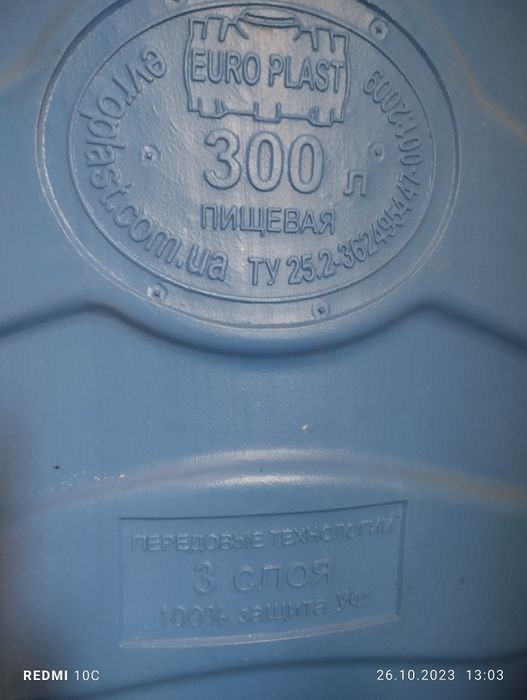 EURO PLAST
300 л
ПИЩЕВАЯ
evroplast.com.ua
ТУ 25.2-362495447-001:2009
ПЕРЕДОВЫЕ ТЕХНОЛОГИИ
3 СЛОЯ
100% защита УФ
REDMI 10C
26.10.2023 13:03